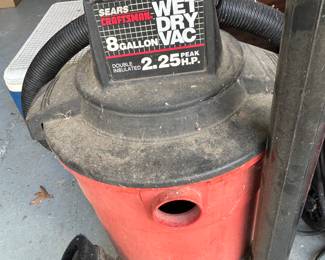 SEARS
CRAFTSMAN
WET
DRY
VAC
8 GALLON
DOUBLE
INSULATED
2.25 PEAK
H.P.